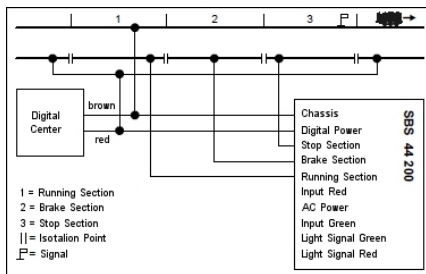 1 2 3
Digital
Center
brown
red
Chassis
Digital Power
Stop Section
Brake Section
Running Section
Input Red
AC Power
Input Green
Light Signal Green
Light Signal Red
SBS 44 200
1 = Running Section
2 = Brake Section
3 = Stop Section
= Isotalion Point
= Signal